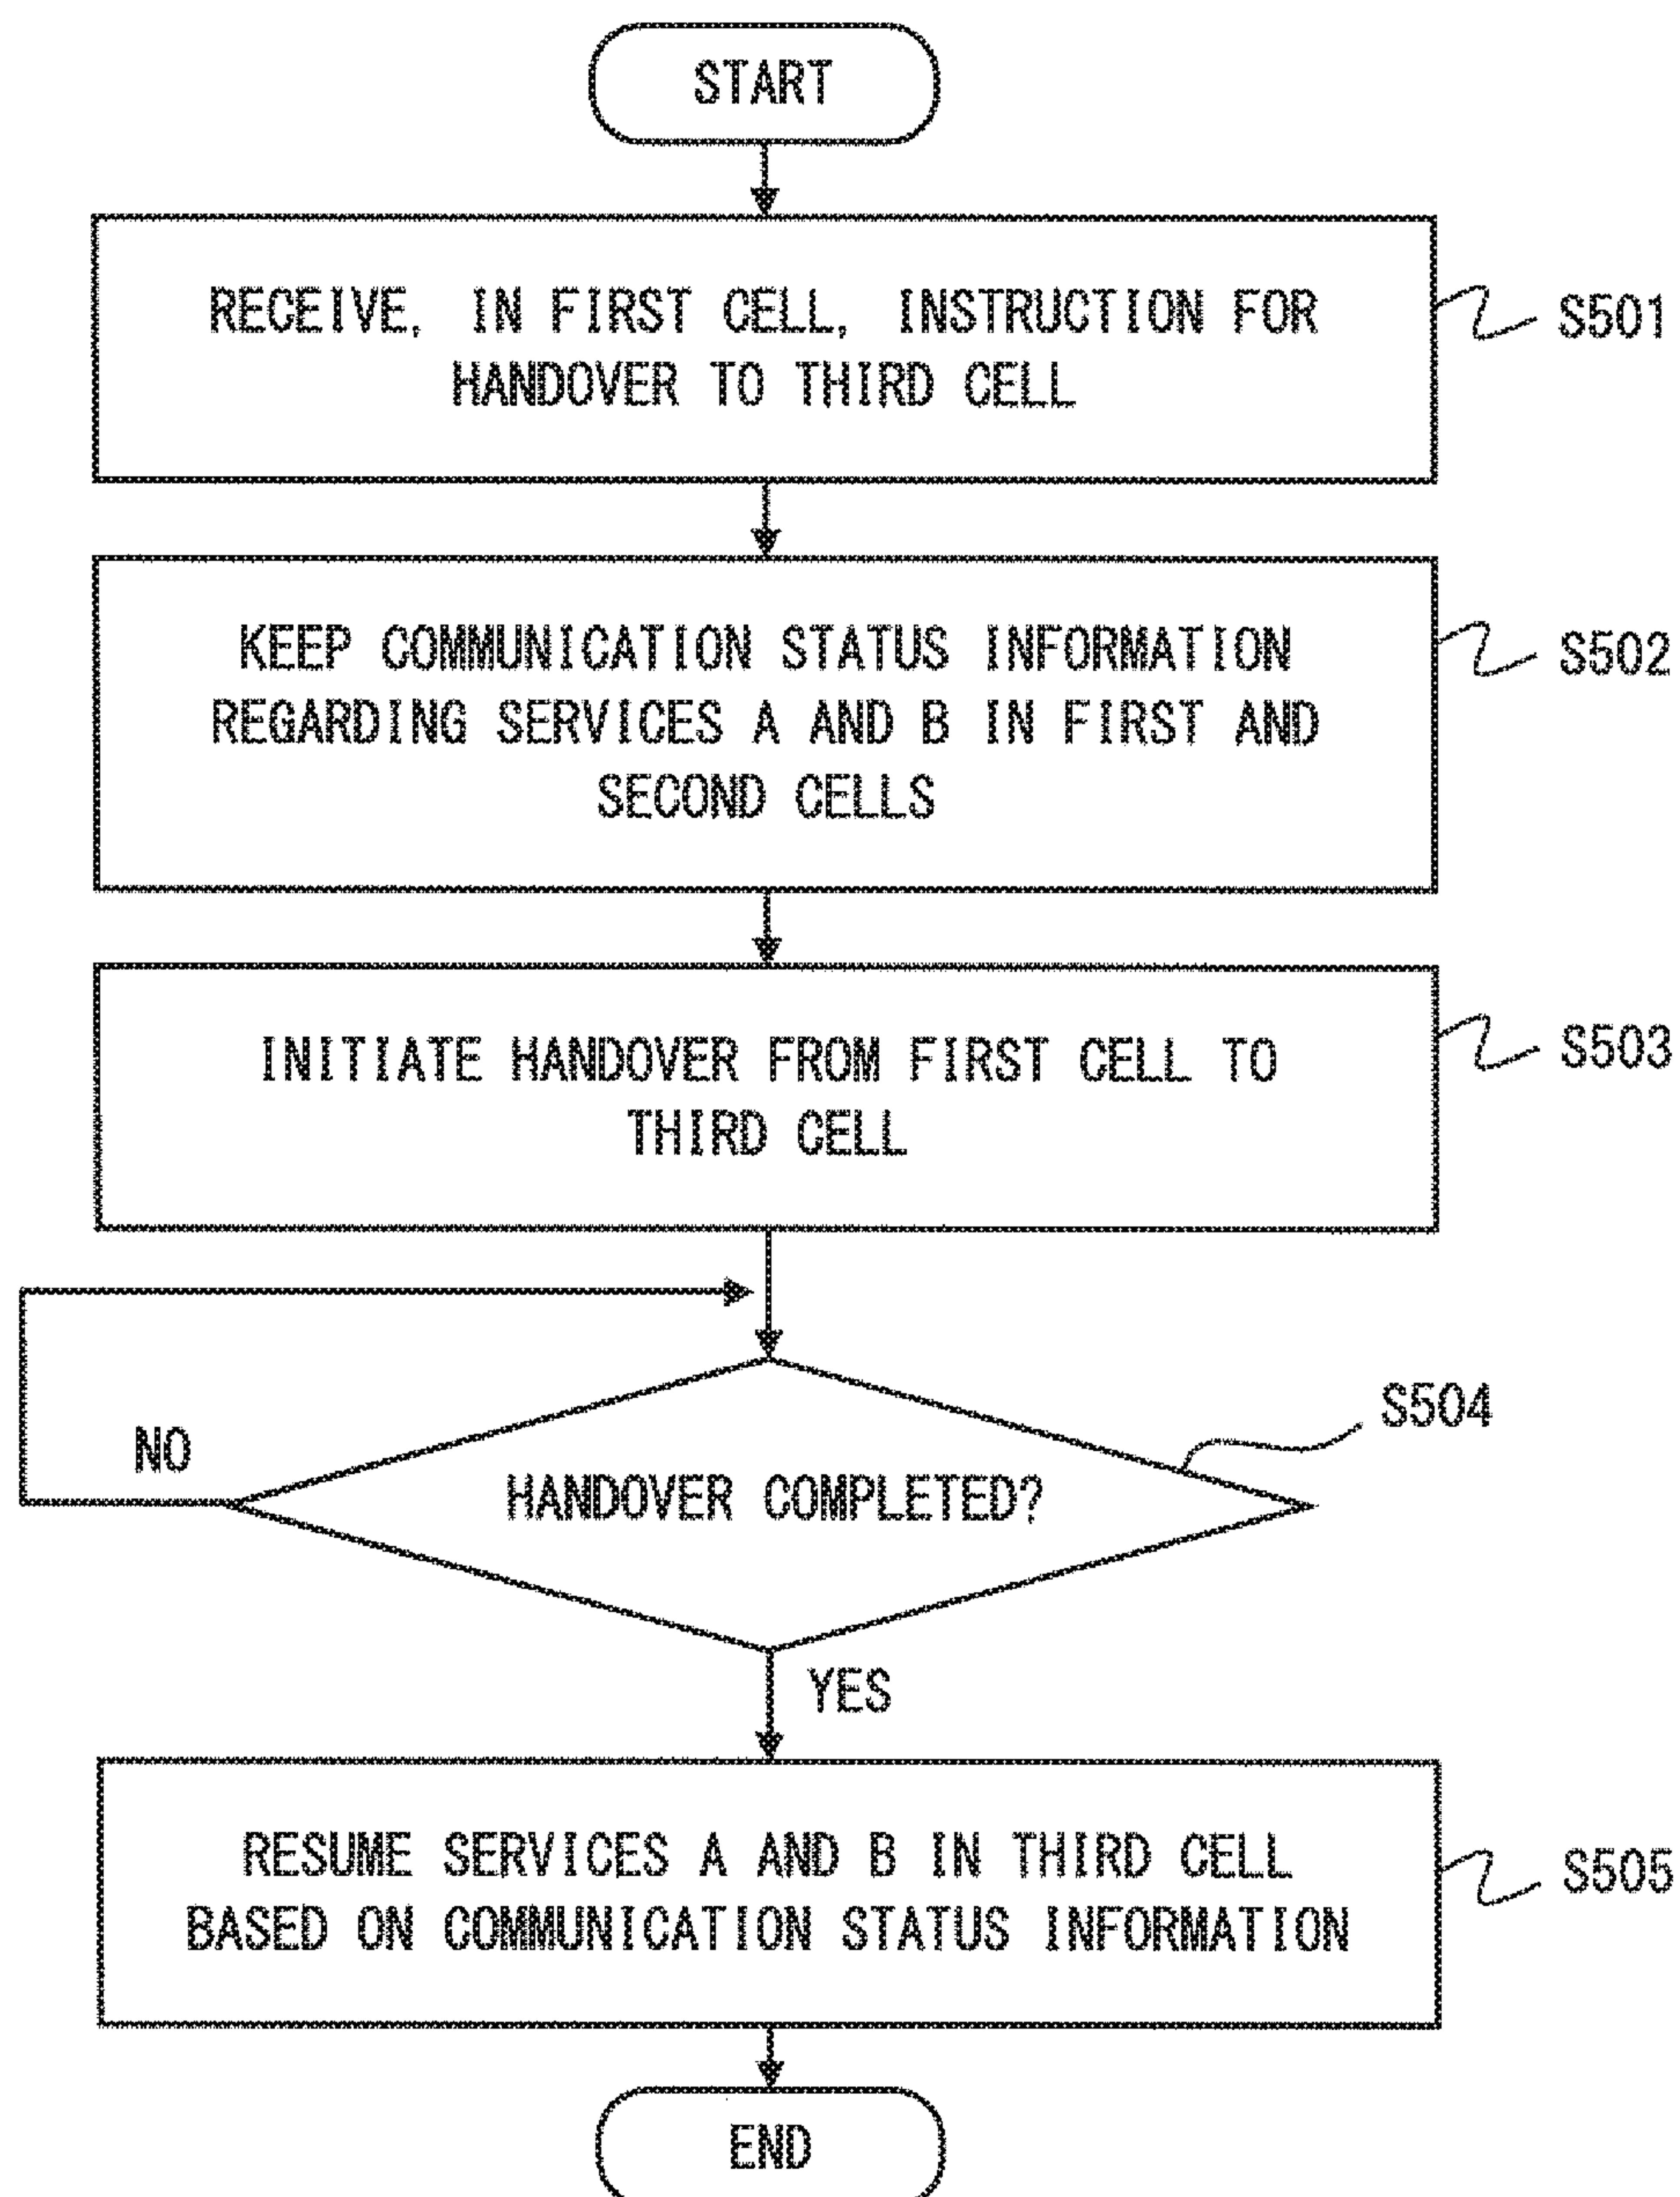 START
RECEIVE, IN FIRST CELL, INSTRUCTION FOR
HANDOVER TO THIRD CELL
S501
KEEP COMMUNICATION STATUS INFORMATION
REGARDING SERVICES A AND B IN FIRST AND
SECOND CELLS
S502
INITIATE HANDOVER FROM FIRST CELL TO
THIRD CELL
S503
S504
NO
HANDOVER COMPLETED?
YES
RESUME SERVICES A AND B IN THIRD CELL
BASED ON COMMUNICATION STATUS INFORMATION
S505
END